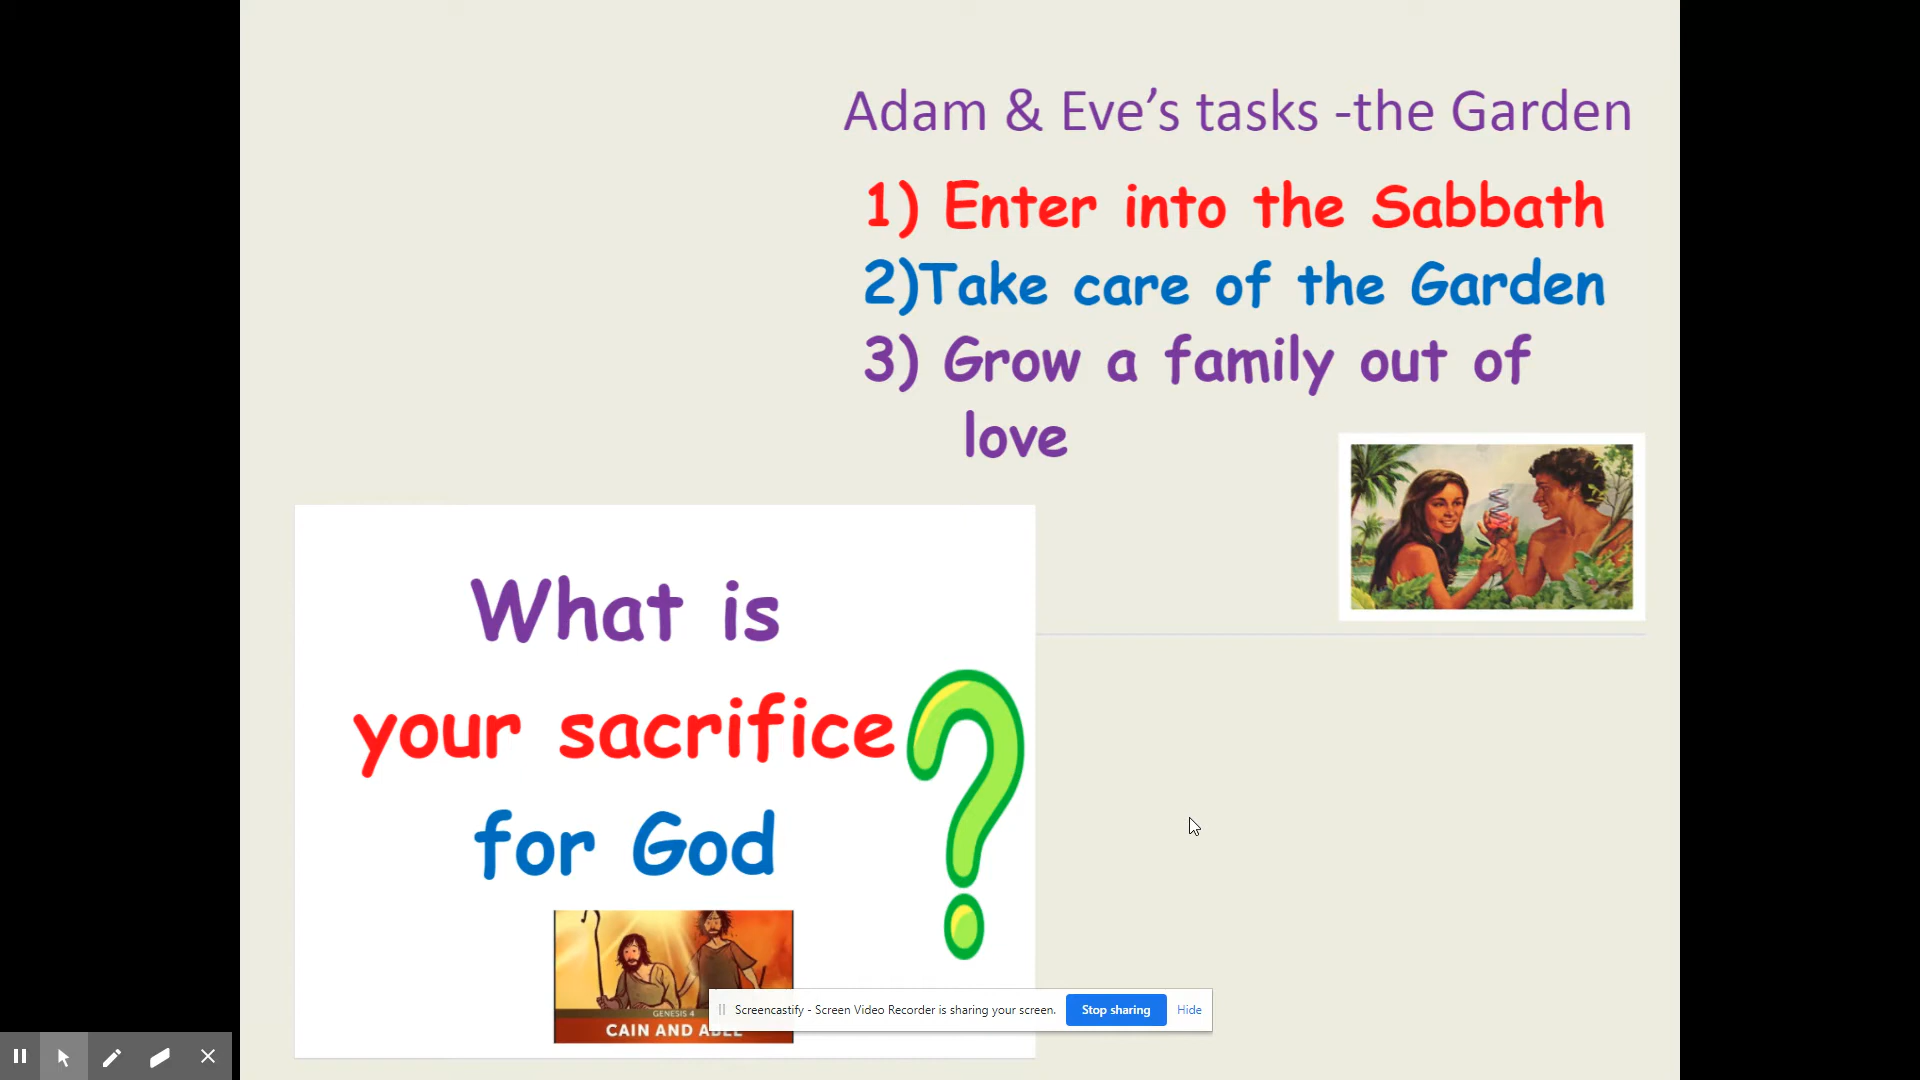 Adam & Eve’s tasks -the Garden
1) Enter into the Sabbath
2)Take care of the Garden
3) Grow a family out of
love
What is
your sacrifice
for God
?
GENESIS 4
CAIN AND ABEL
Screencastify - Screen Video Recorder is sharing your screen.
Stop sharing
Hide